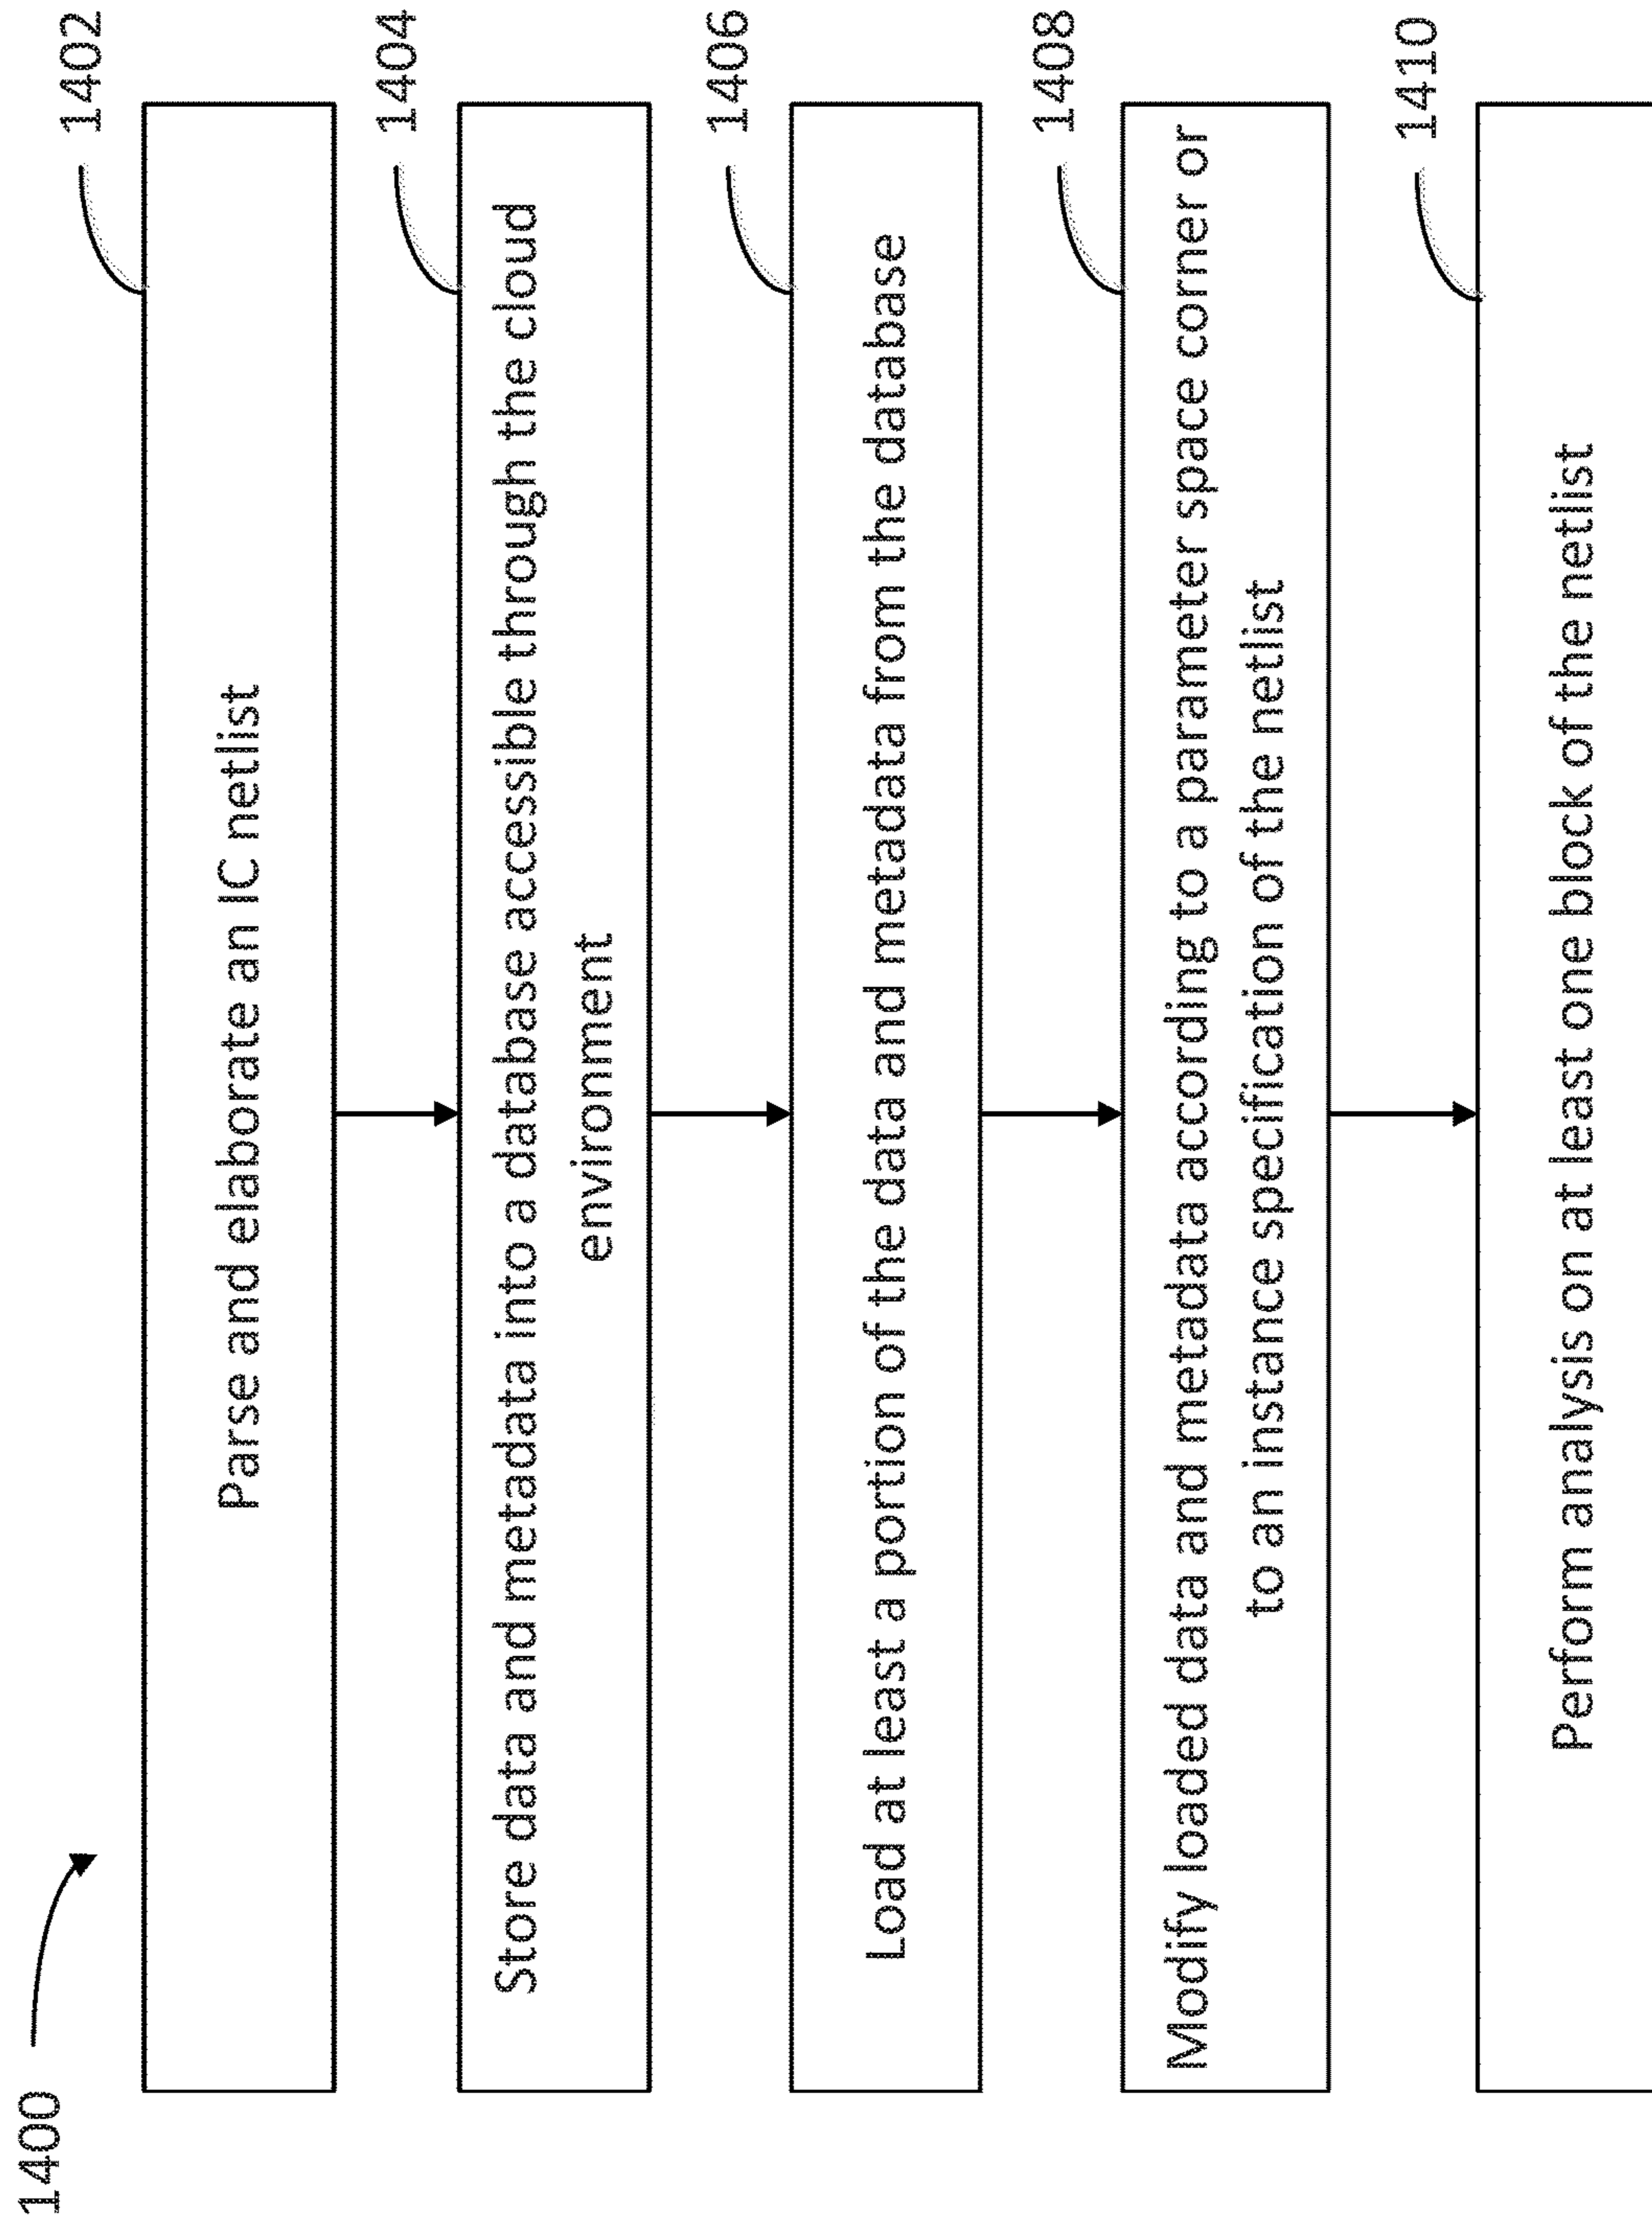 1400
1402
Parse and elaborate an IC netlist
1404
Store data and metadata into a database accessible through the cloud
environment
1406
Load at least a portion of the data and metadata from the database
1408
Modify loaded data and metadata according to a parameter space corner or
to an instance specification of the netlist
1410
Perform analysis on at least one block of the netlist